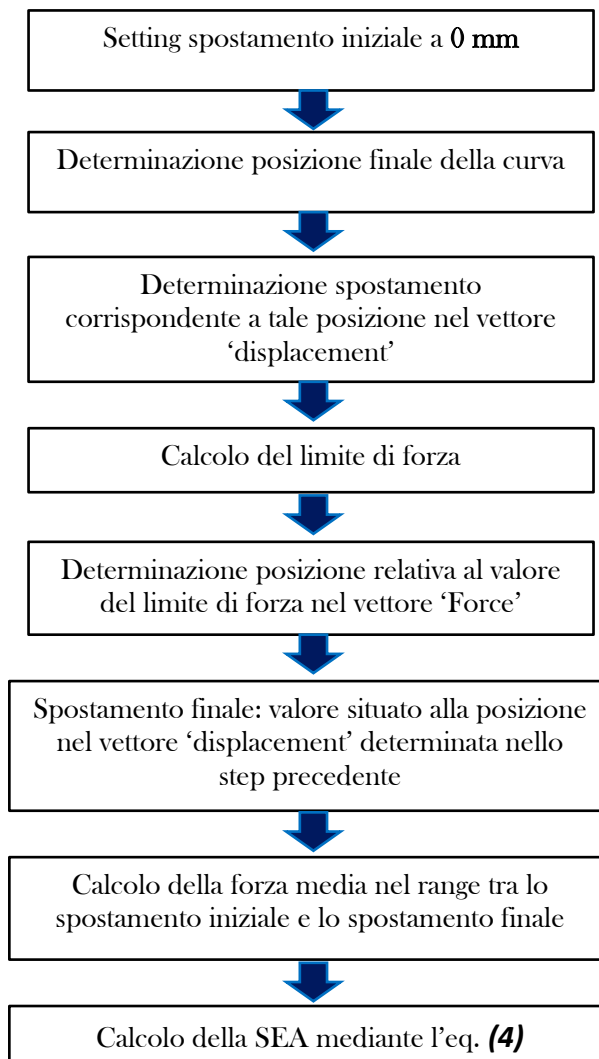 Setting spostamento iniziale a 0 mm
Determinazione posizione finale della curva
Determinazione spostamento
corrispondente a tale posizione nel vettore
‘displacement’
Calcolo del limite di forza
Determinazione posizione relativa al valore
del limite di forza nel vettore ‘Force’
Spostamento finale: valore situato alla posizione
nel vettore ‘displacement’ determinata nello
step precedente
Calcolo della forza media nel range tra lo
spostamento iniziale e lo spostamento finale
Calcolo della SEA mediante l’eq. (4)